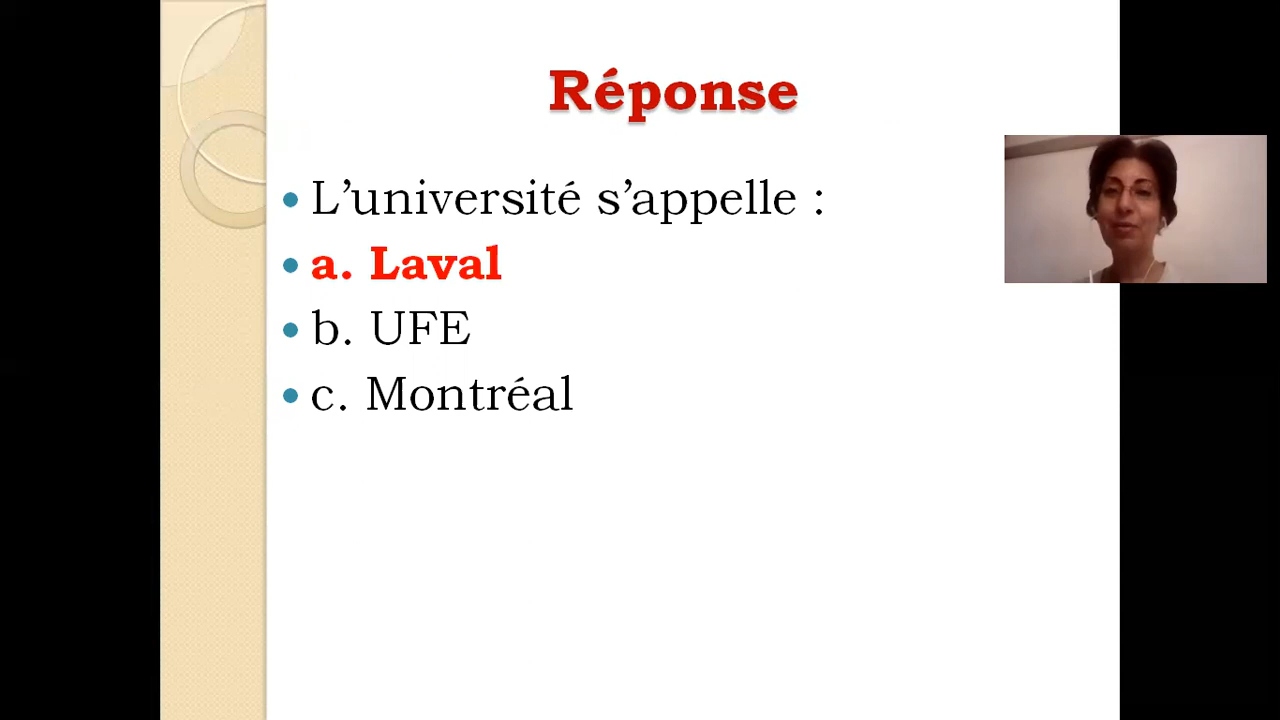 Réponse
• L’université s’appelle :
• a. Laval
• b. UFE
• c. Montréal